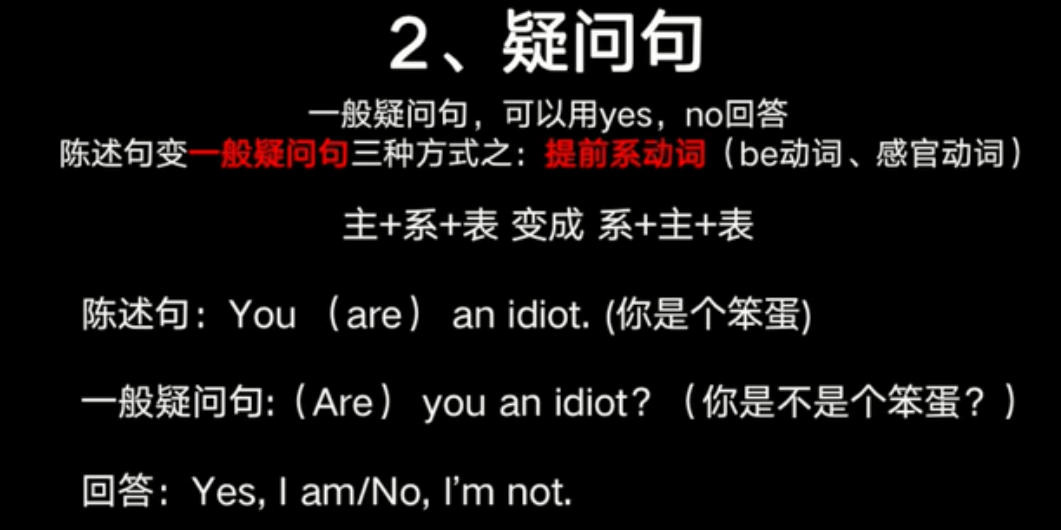 2、疑问句
一般疑问句，可以用yes，no回答
陈述句变一般疑问句三种方式之：提前系动词（be动词、感官动词）
主+系+表 变成 系+主+表
陈述句：You （are） an idiot. (你是个笨蛋)
一般疑问句:（Are） you an idiot？（你是不是个笨蛋？）
回答：Yes, I am/No, I’m not.